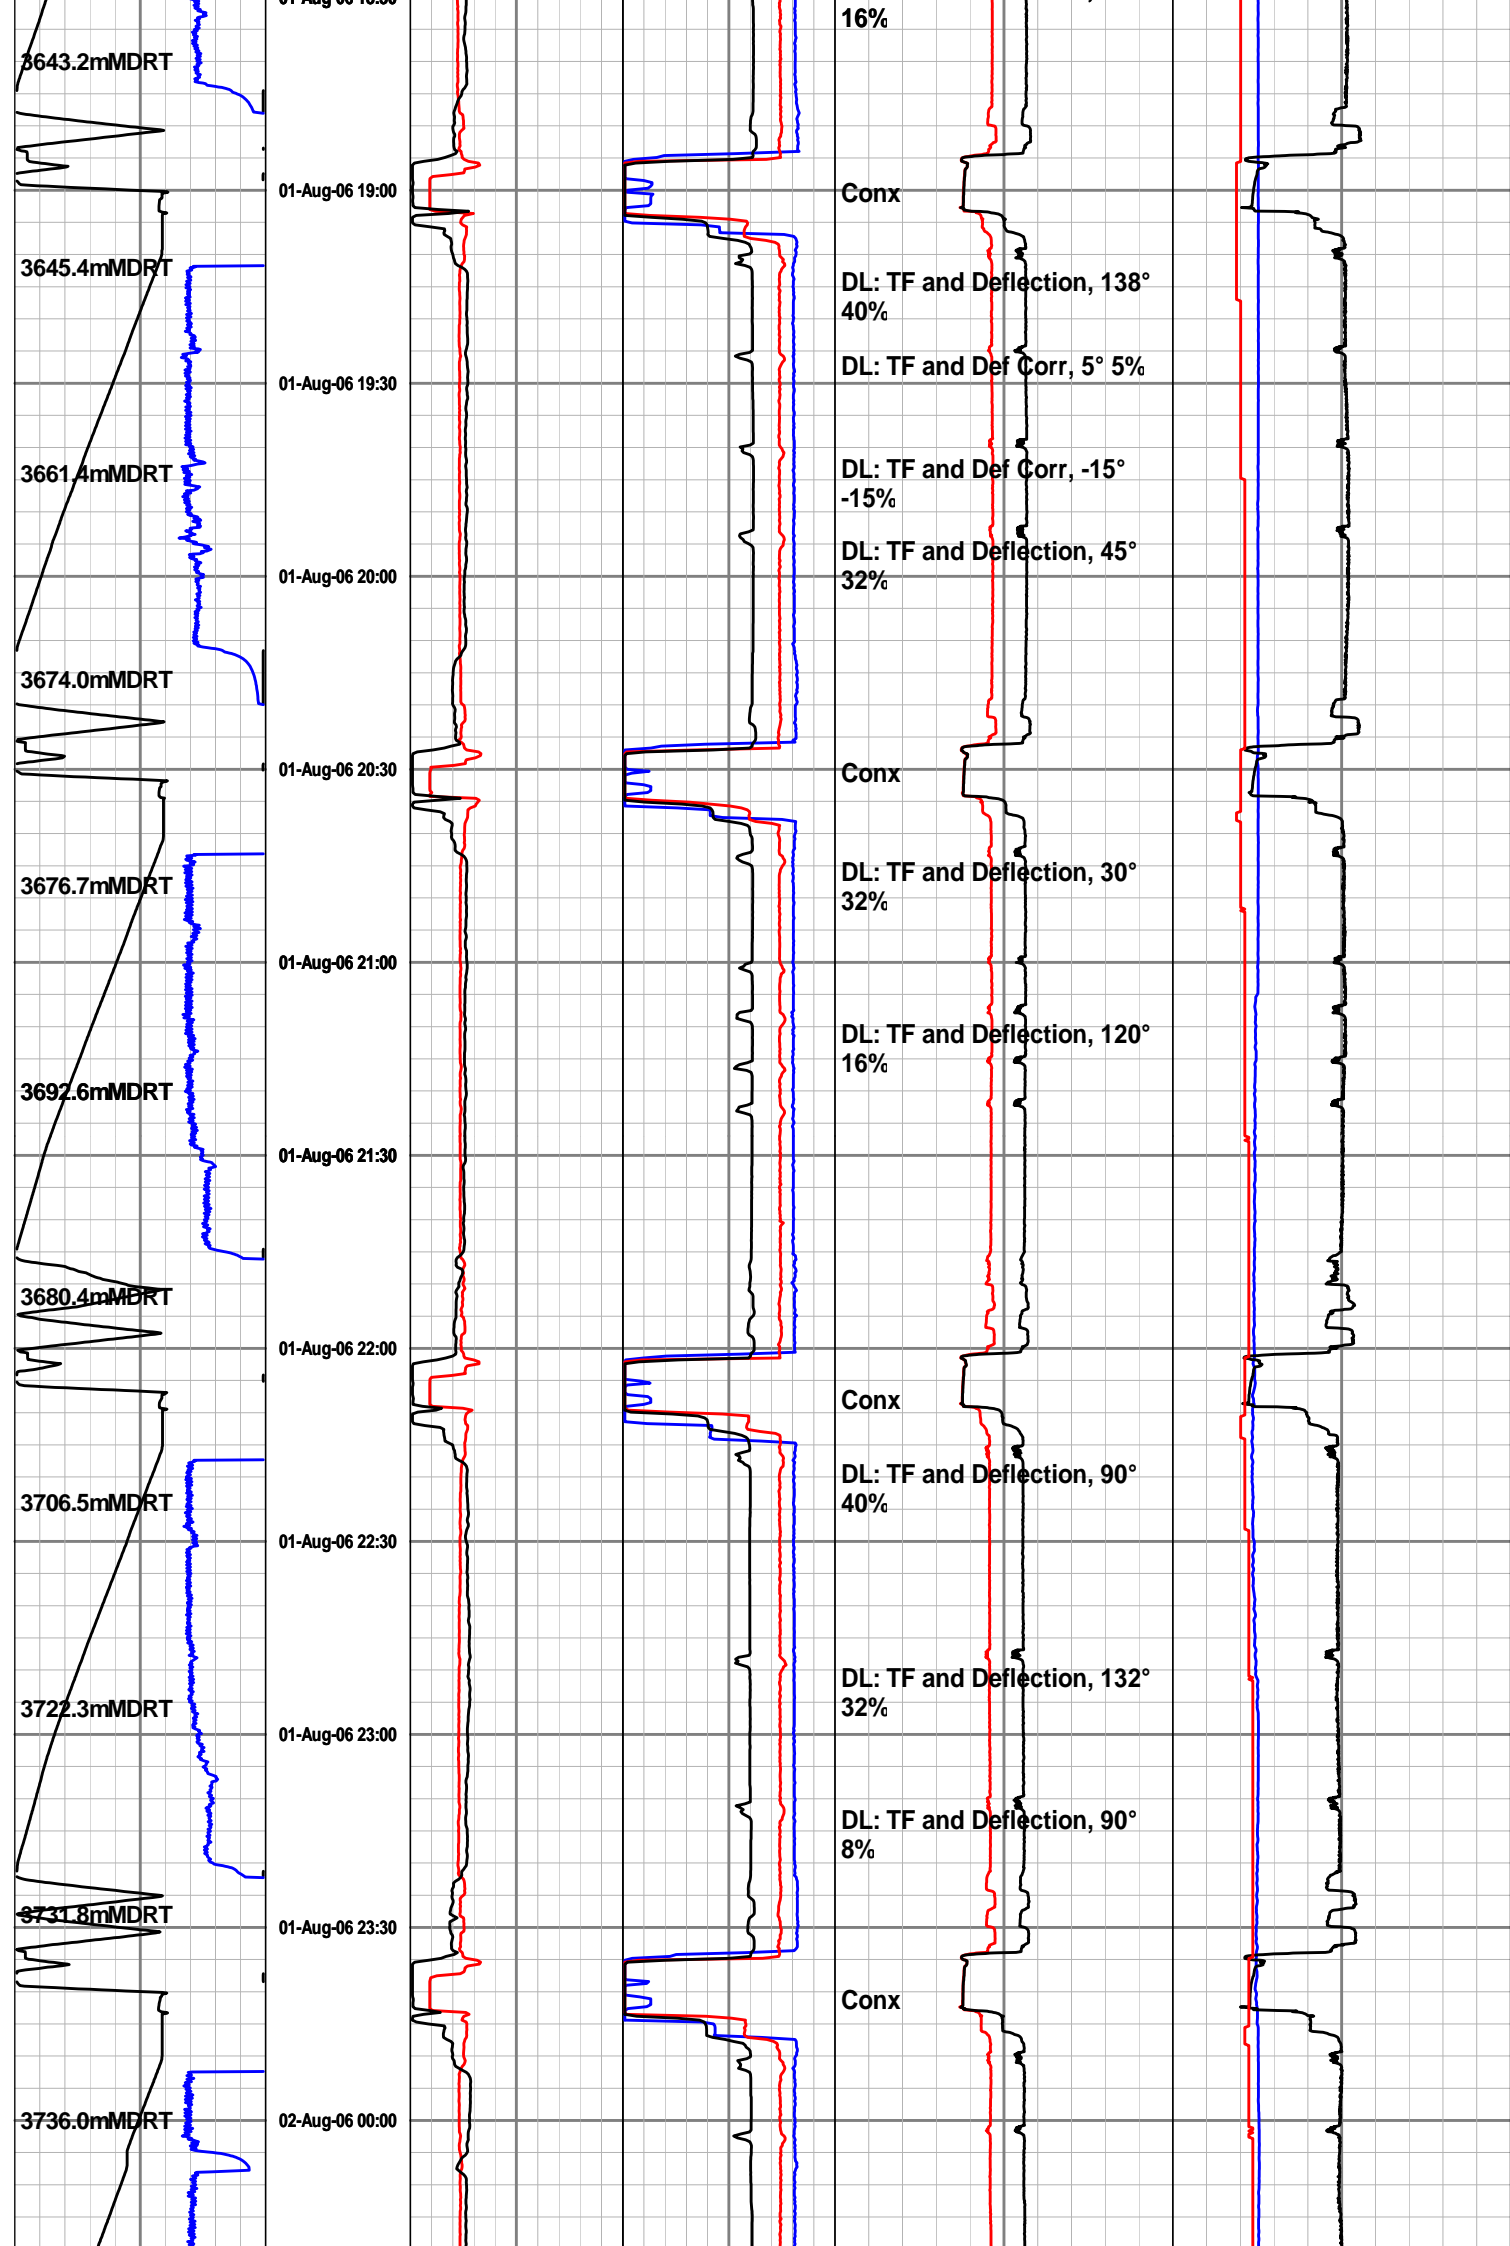 16%
3643.2mMDRT
01-Aug-06 19:00
Conx
3645.4mMDRT
DL: TF and Deflection, 138°
40%
DL: TF and Def Corr, 5° 5%
01-Aug-06 19:30
3661.4mMDRT
DL: TF and Def Corr, -15°
-15%
DL: TF and Deflection, 45°
32%
01-Aug-06 20:00
3674.0mMDRT
01-Aug-06 20:30
Conx
3676.7mMDRT
DL: TF and Deflection, 30°
32%
01-Aug-06 21:00
DL: TF and Deflection, 120°
16%
3692.6mMDRT
01-Aug-06 21:30
3680.4mMDRT
01-Aug-06 22:00
Conx
3706.5mMDRT
DL: TF and Deflection, 90°
40%
01-Aug-06 22:30
DL: TF and Deflection, 132°
32%
3722.3mMDRT
01-Aug-06 23:00
DL: TF and Deflection, 90°
8%
3731.8mMDRT
01-Aug-06 23:30
Conx
3736.0mMDRT
02-Aug-06 00:00